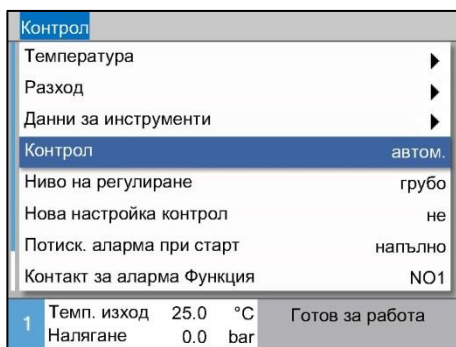 Контрол
Температура
Разход
Данни за инструменти
Контрол автом.
Ниво на регулиране грубо
Нова настройка контрол не
Потиск. аларма при старт напълно
Контакт за аларма Функция NO1
1 Темп. изход 25.0 °C Готов за работа
Налягане 0.0 bar